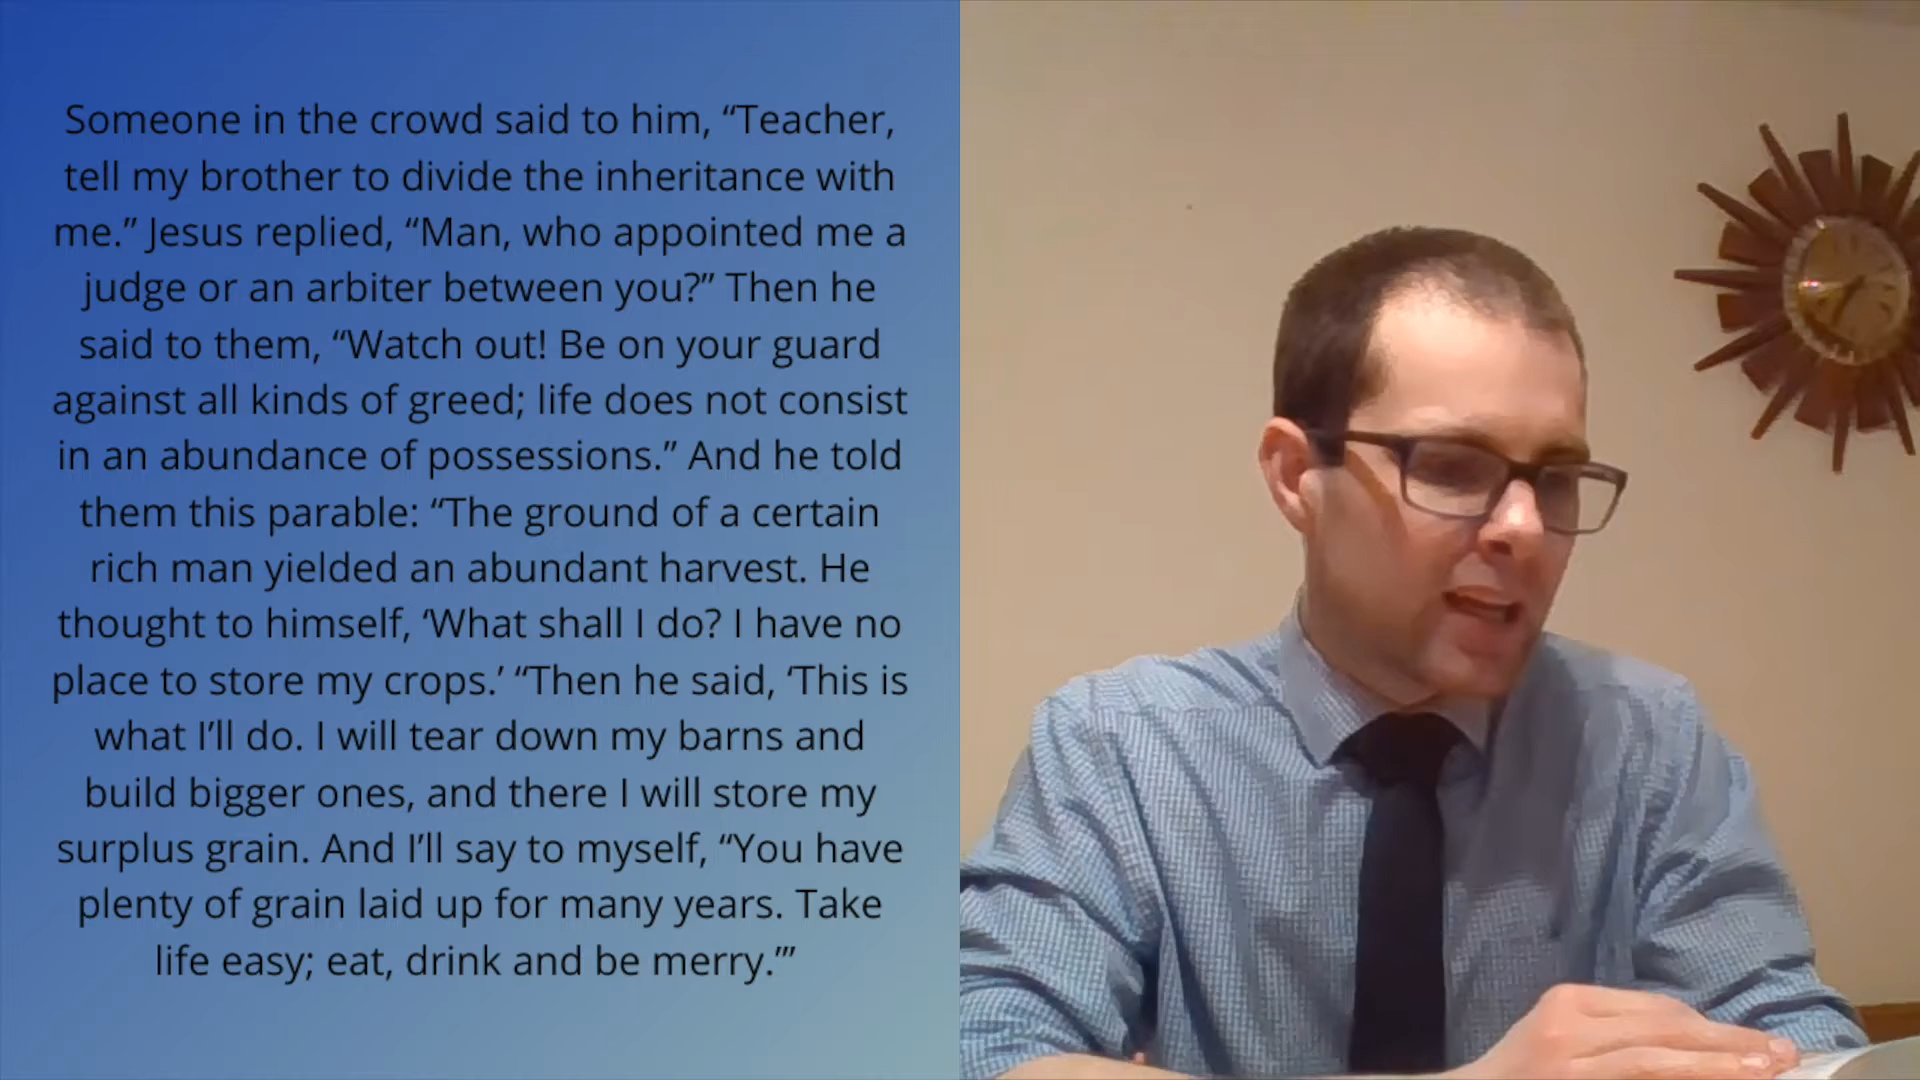 Someone in the crowd said to him, “Teacher,
tell my brother to divide the inheritance with
me.” Jesus replied, “Man, who appointed me a
judge or an arbiter between you?” Then he
said to them, “Watch out! Be on your guard
against all kinds of greed; life does not consist
in an abundance of possessions.” And he told
them this parable: “The ground of a certain
rich man yielded an abundant harvest. He
thought to himself, ‘What shall I do? I have no
place to store my crops.’ “Then he said, ‘This is
what I’ll do. I will tear down my barns and
build bigger ones, and there I will store my
surplus grain. And I’ll say to myself, “You have
plenty of grain laid up for many years. Take
life easy; eat, drink and be merry.”’